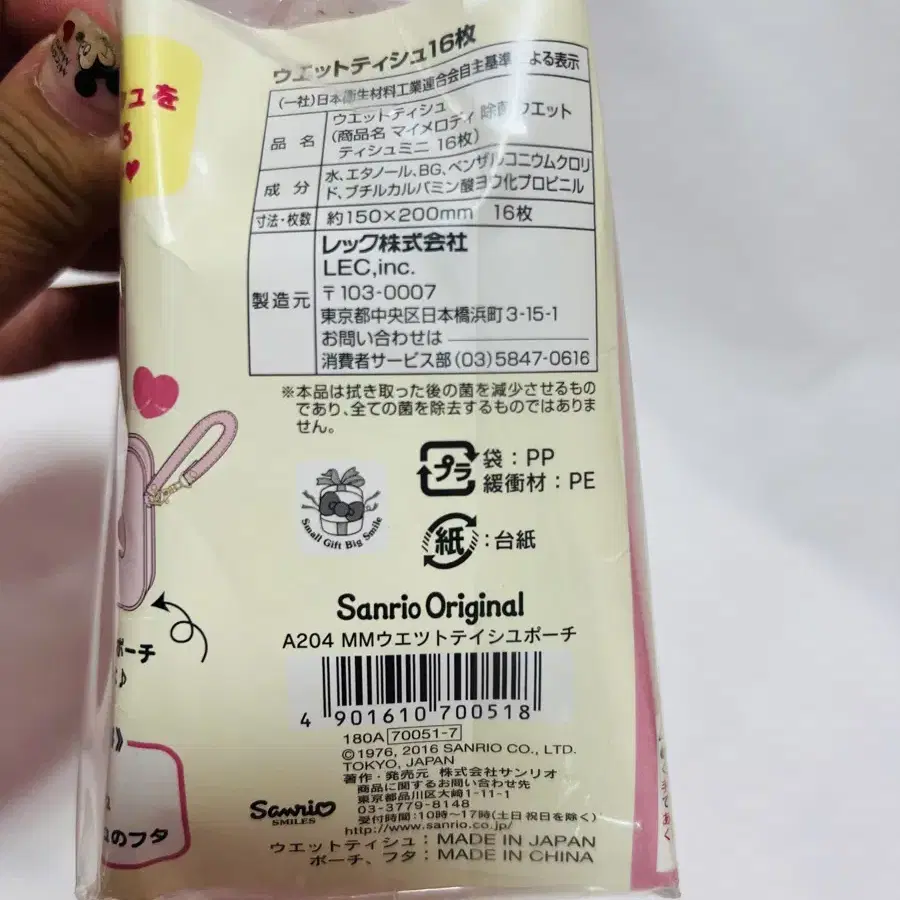 ウエットティシュ16枚
(一社)日本衛生材料工業連合会自主基準による表示
品名
ウエットティシュ
(商品名 マイメロディ 除菌ウエット
ティシュミニ 16枚)
成分
水、エタノール、BG、ベンザルコニウムクロリ
ド、ブチルカルバミン酸ヨウ化プロピニル
寸法・枚数
約150×200mm 16枚
製造元
レック株式会社
LEC,inc.
〒103-0007
東京都中央区日本橋浜町3-15-1
お問い合わせは
消費者サービス部(03)5847-0616
※本品は拭き取った後の菌を減少させるもの
であり、全ての菌を除去するものではありま
せん。
プラ
袋:PP
緩衝材:PE
紙
:台紙
Small Gift Big Smile
Sanrio Original
A204 MMウエツトテイシユポーチ
4 901610 700518
180A 70051-7
©1976, 2016 SANRIO CO., LTD.
TOKYO, JAPAN
著作・発売元 株式会社サンリオ
商品に関するお問い合わせ先
東京都品川区大崎1-11-1
03-3779-8148
受付時間:10時〜17時(土日祝日を除く)
http://www.sanrio.co.jp/
Sanrio
SMILES
ウエットティシュ:MADE IN JAPAN
ポーチ、フタ:MADE IN CHINA
ュを
る
ポーチ
♪
》
ュのフタ